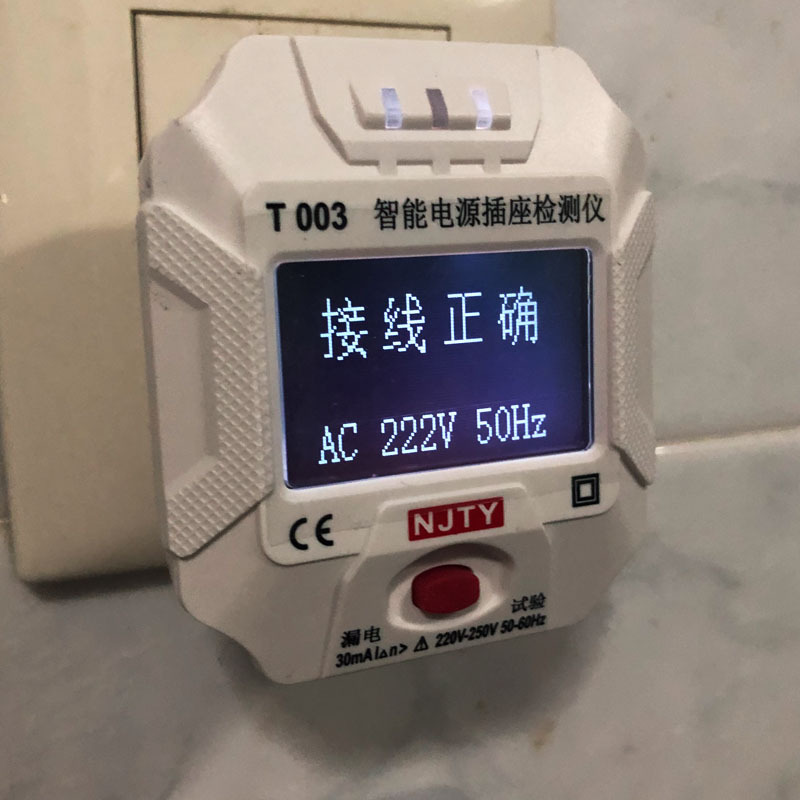 T 003 智能电源插座检测仪
接线正确
AC 222V 50Hz
CE
NJTY
漏电 试验
30mA I△n> ⚠ 220V-250V 50-60Hz